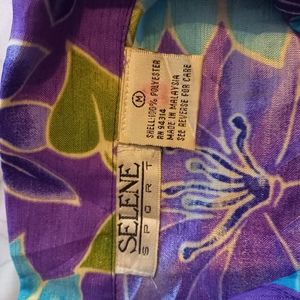 M
SHELL:100% POLYESTER
RN 94314
MADE IN MALAYSIA
SEE REVERSE FOR CARE
SELENE
SPORT